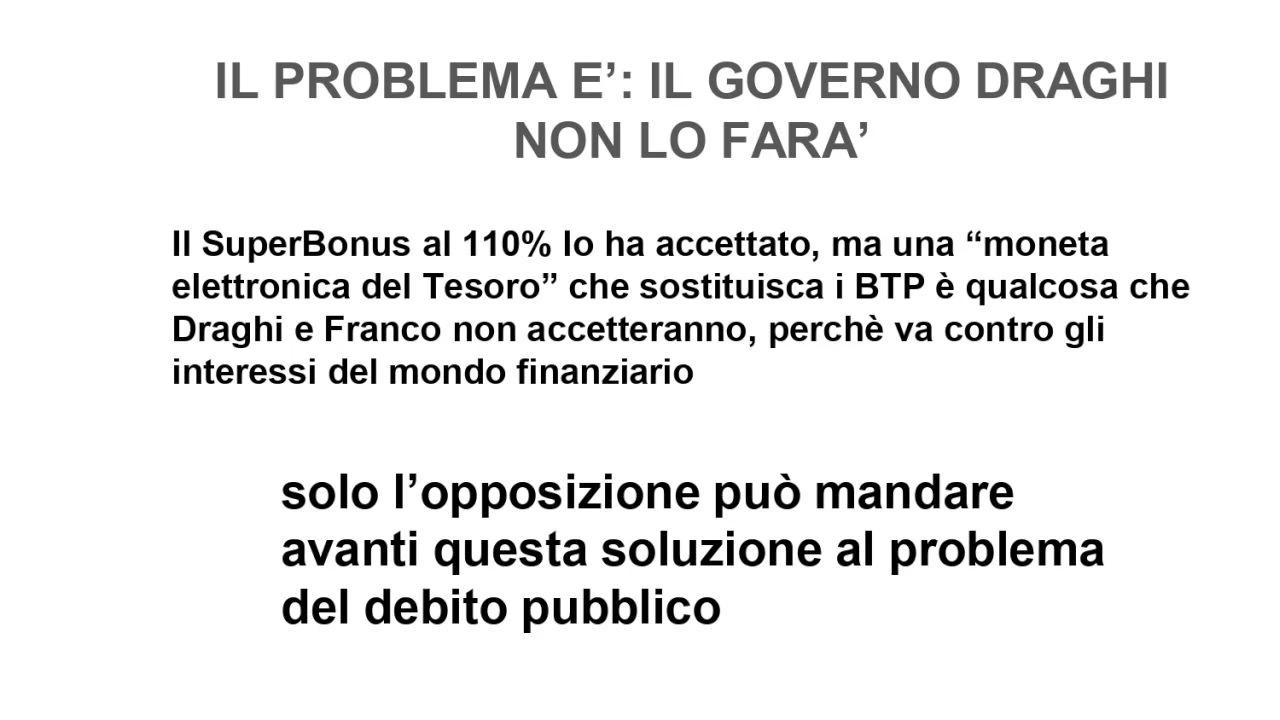 IL PROBLEMA E’: IL GOVERNO DRAGHI
NON LO FARA’
Il SuperBonus al 110% lo ha accettato, ma una “moneta
elettronica del Tesoro” che sostituisca i BTP è qualcosa che
Draghi e Franco non accetteranno, perchè va contro gli
interessi del mondo finanziario
solo l’opposizione può mandare
avanti questa soluzione al problema
del debito pubblico